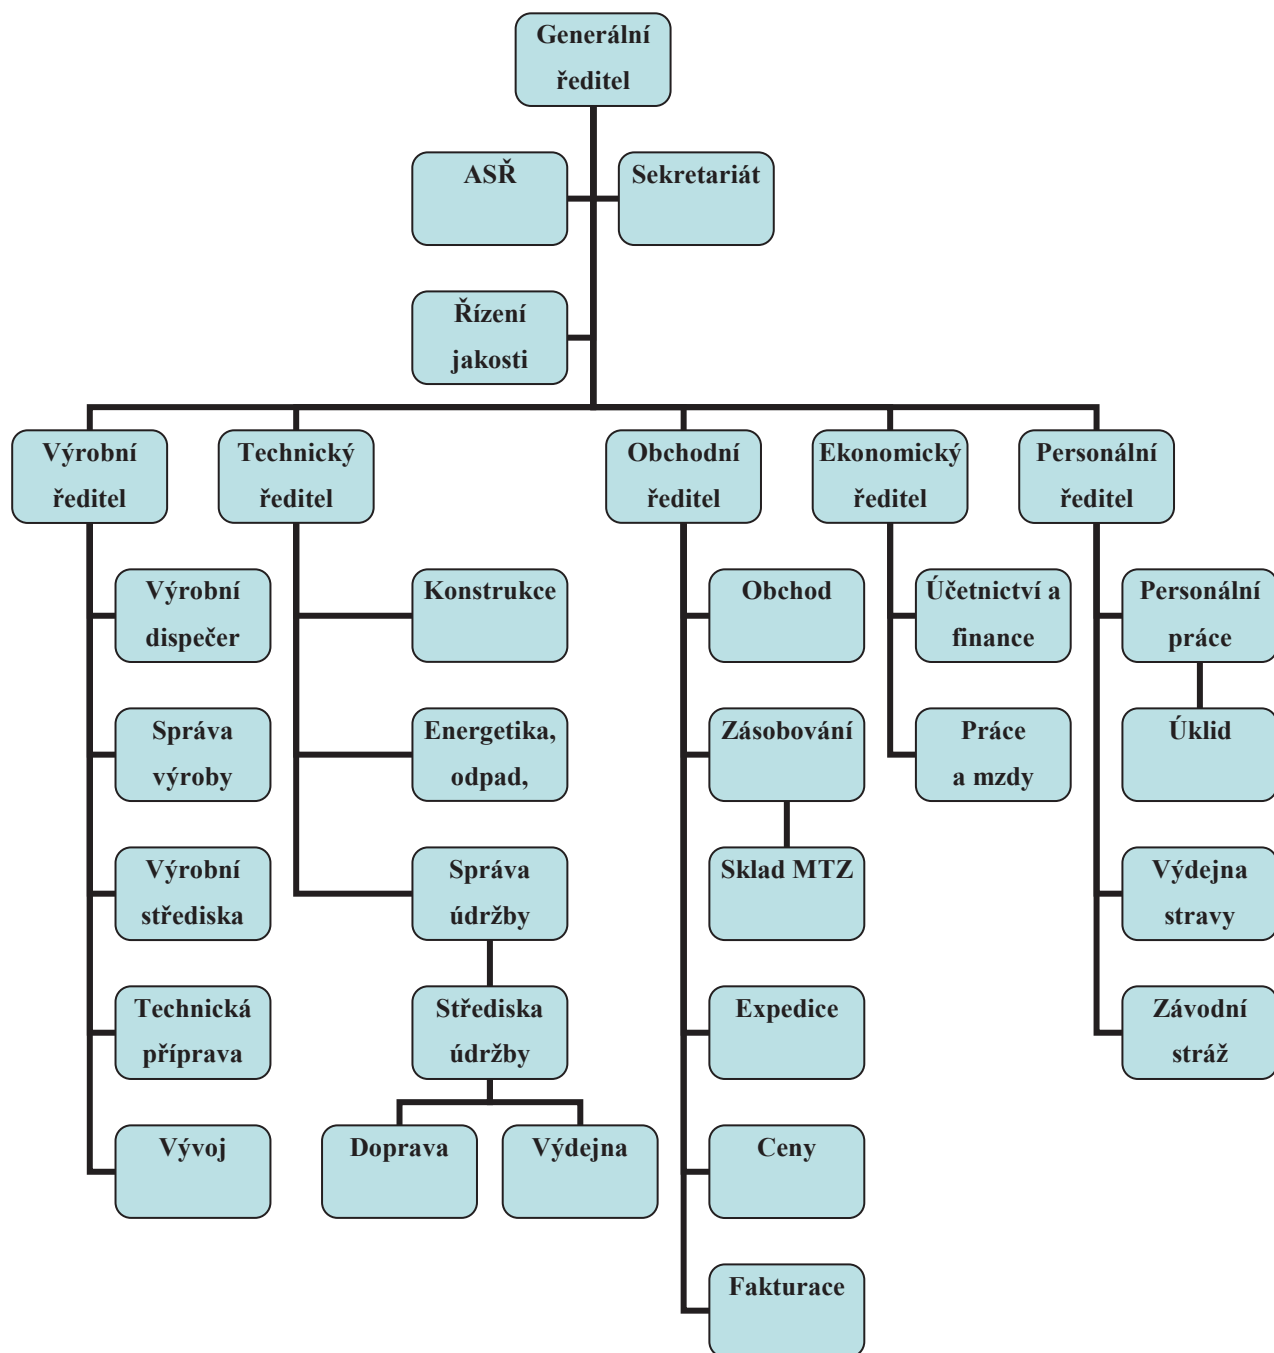 Generální
ředitel
ASŘ
Sekretariát
Řízení
jakosti
Výrobní
ředitel
Technický
ředitel
Obchodní
ředitel
Ekonomický
ředitel
Personální
ředitel
Výrobní
dispečer
Konstrukce
Obchod
Účetnictví a
finance
Personální
práce
Správa
výroby
Energetika,
odpad,
Zásobování
Práce
a mzdy
Úklid
Výrobní
střediska
Správa
údržby
Sklad MTZ
Výdejna
stravy
Technická
příprava
Střediska
údržby
Expedice
Závodní
stráž
Vývoj
Doprava
Výdejna
Ceny
Fakturace